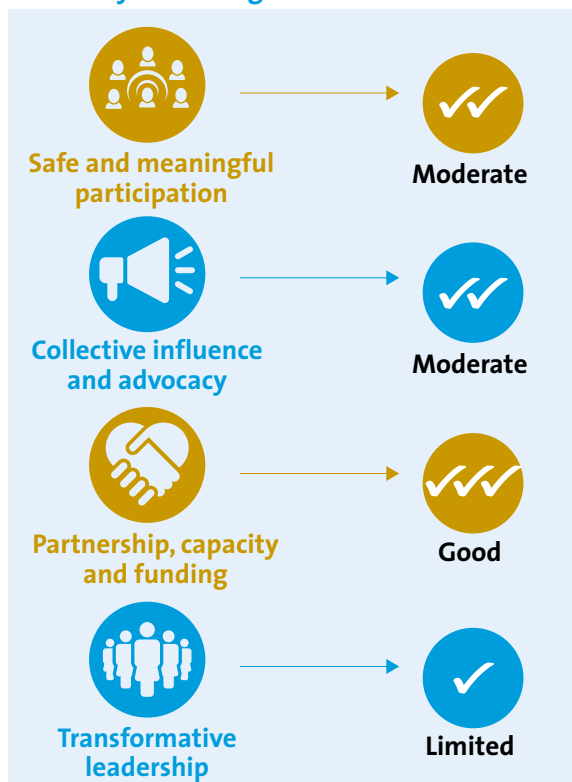 Safe and meaningful
participation
Moderate
Collective influence
and advocacy
Moderate
Partnership, capacity
and funding
Good
Transformative
leadership
Limited